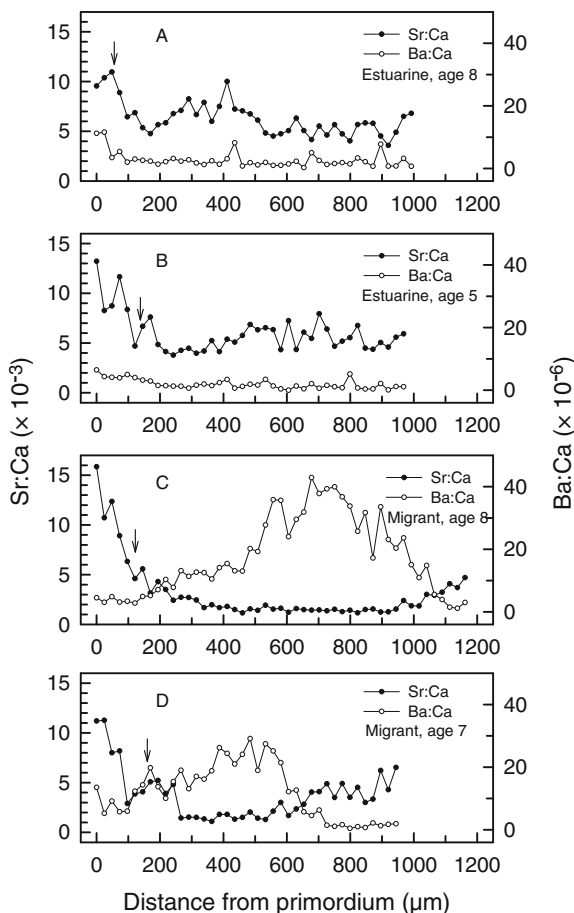 A
Sr:Ca
Ba:Ca
Estuarine, age 8
15
10
5
0
40
20
0
0 200 400 600 800 1000 1200
B
Sr:Ca
Ba:Ca
Estuarine, age 5
15
10
5
0
40
20
0
0 200 400 600 800 1000 1200
C
Sr:Ca
Ba:Ca
Migrant, age 8
15
10
5
0
40
20
0
0 200 400 600 800 1000 1200
D
Sr:Ca
Ba:Ca
Migrant, age 7
15
10
5
0
40
20
0
0 200 400 600 800 1000 1200
Sr:Ca (× 10⁻³)
Ba:Ca (× 10⁻⁶)
Distance from primordium (μm)